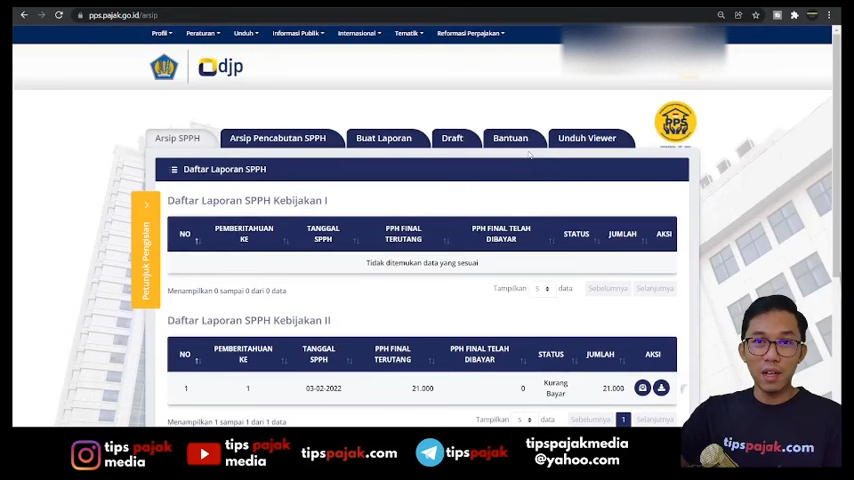 pps.pajak.go.id/arsip
Profil Peraturan Unduh Informasi Publik Internasional Tematik Reformasi Perpajakan
djp
PPS
Arsip SPPH Arsip Pencabutan SPPH Buat Laporan Draft Bantuan Unduh Viewer
Daftar Laporan SPPH
Petunjuk Pengisian
Daftar Laporan SPPH Kebijakan I
NO PEMBERITAHUAN KE TANGGAL SPPH PPH FINAL TERUTANG PPH FINAL TELAH DIBAYAR STATUS JUMLAH AKSI
Tidak ditemukan data yang sesuai
Menampilkan 0 sampai 0 dari 0 data Tampilkan 5 data Sebelumnya Selanjutnya
Daftar Laporan SPPH Kebijakan II
NO PEMBERITAHUAN KE TANGGAL SPPH PPH FINAL TERUTANG PPH FINAL TELAH DIBAYAR STATUS JUMLAH AKSI
1 1 03-02-2022 21.000 0 Kurang Bayar 21.000
Menampilkan 1 sampai 1 dari 1 data Tampilkan 5 data Sebelumnya 1 Selanjutnya
tipspajak.com
tips pajak media
tips pajak media
tipspajak.com
tipspajak
tipspajakmedia
@yahoo.com